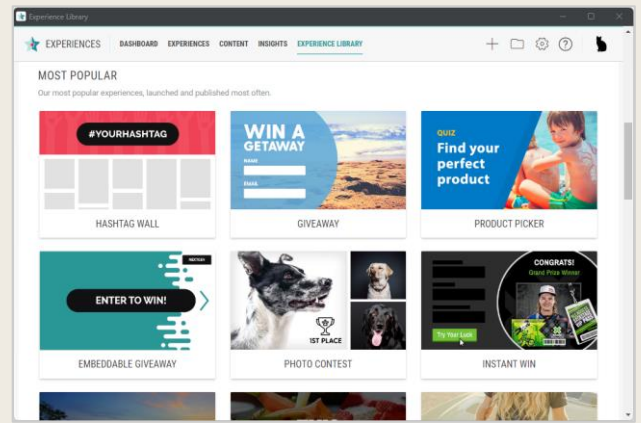 Experience Library
EXPERIENCES DASHBOARD EXPERIENCES CONTENT INSIGHTS EXPERIENCE LIBRARY
MOST POPULAR
Our most popular experiences, launched and published most often.
#YOURHASHTAG
HASHTAG WALL
WIN A
GETAWAY
NAME
EMAIL
GIVEAWAY
QUIZ
Find your
perfect
product
PRODUCT PICKER
ENTER TO WIN!
EMBEDDABLE GIVEAWAY
1ST PLACE
PHOTO CONTEST
CONGRATS!
Grand Prize Winner
Try Your Luck
INSTANT WIN